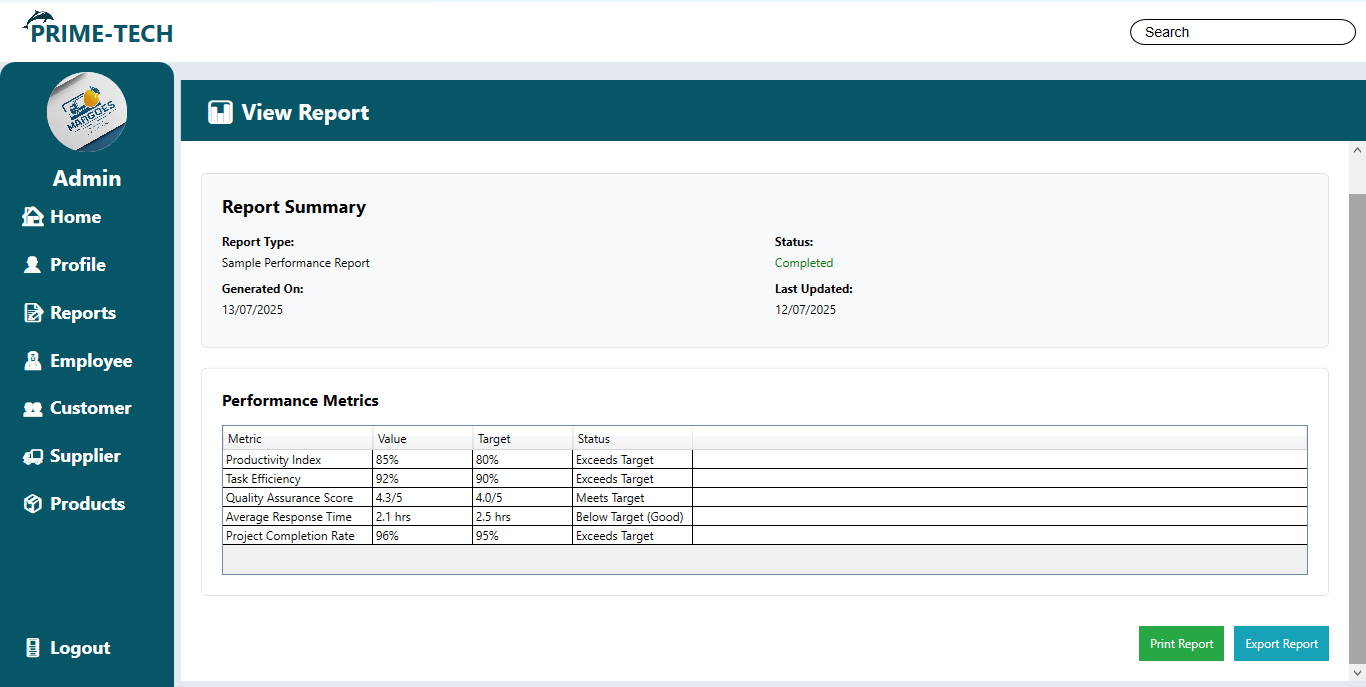 PRIME-TECH
Search
MARGOES
Admin
Home
Profile
Reports
Employee
Customer
Supplier
Products
Logout
View Report
Report Summary
Report Type: Status:
Sample Performance Report Completed
Generated On: Last Updated:
13/07/2025 12/07/2025
Performance Metrics
Metric Value Target Status
Productivity Index 85% 80% Exceeds Target
Task Efficiency 92% 90% Exceeds Target
Quality Assurance Score 4.3/5 4.0/5 Meets Target
Average Response Time 2.1 hrs 2.5 hrs Below Target (Good)
Project Completion Rate 96% 95% Exceeds Target
Print Report Export Report